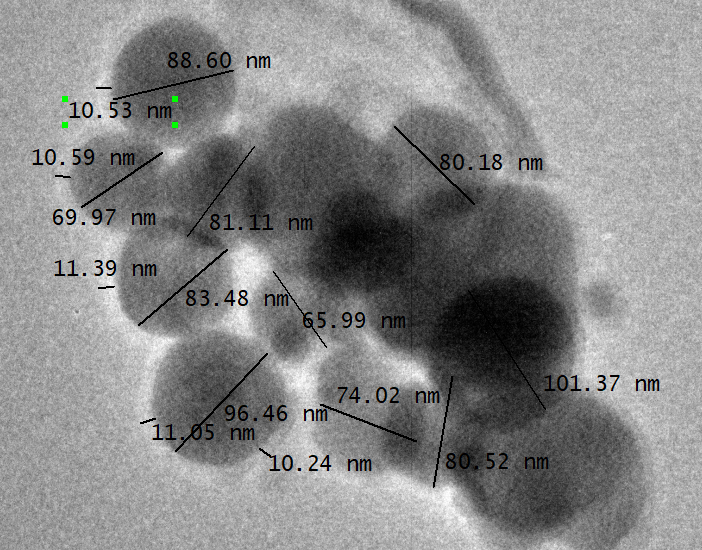 88.60 nm
10.53 nm
10.59 nm
80.18 nm
69.97 nm
81.11 nm
11.39 nm
83.48 nm
65.99 nm
101.37 nm
74.02 nm
96.46 nm
11.05 nm
10.24 nm
80.52 nm